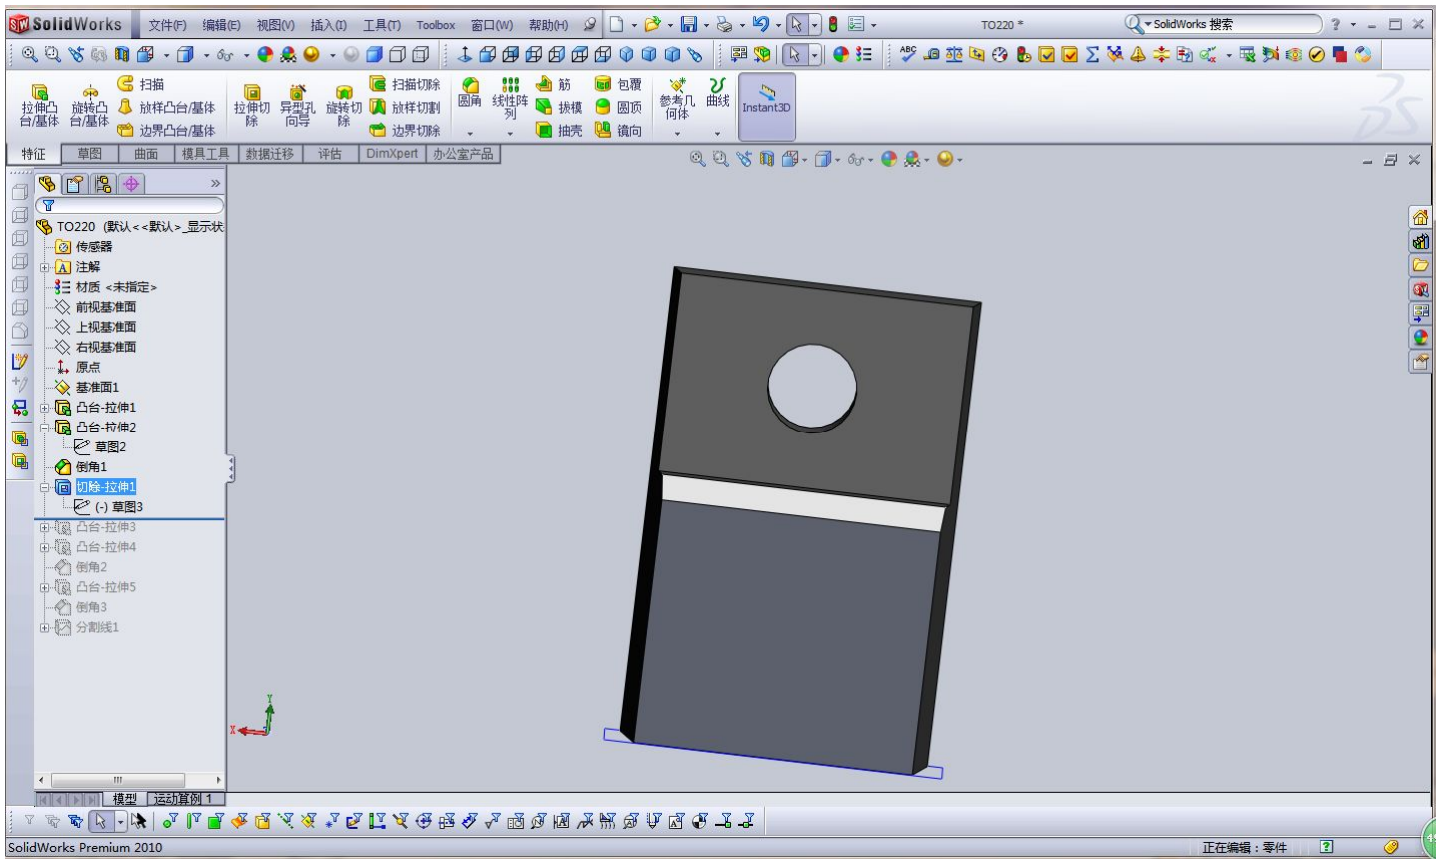 SolidWorks 文件(F) 编辑(E) 视图(V) 插入(I) 工具(T) Toolbox 窗口(W) 帮助(H) TO220 * SolidWorks 搜索
拉伸凸台/基体
旋转凸台/基体
扫描
放样凸台/基体
边界凸台/基体
拉伸切除
异型孔向导
旋转切除
扫描切除
放样切割
边界切除
圆角
线性阵列
筋
拔模
抽壳
包覆
圆顶
镜向
参考几何体
曲线
Instant3D
特征 草图 曲面 模具工具 数据迁移 评估 DimXpert 办公室产品
TO220 (默认<<默认>_显示状
传感器
注解
材质 <未指定>
前视基准面
上视基准面
右视基准面
原点
基准面1
凸台-拉伸1
凸台-拉伸2
草图2
倒角1
切除-拉伸1
(-) 草图3
凸台-拉伸3
凸台-拉伸4
倒角2
凸台-拉伸5
倒角3
分割线1
Y
X
模型 运动算例 1
SolidWorks Premium 2010 正在编辑：零件